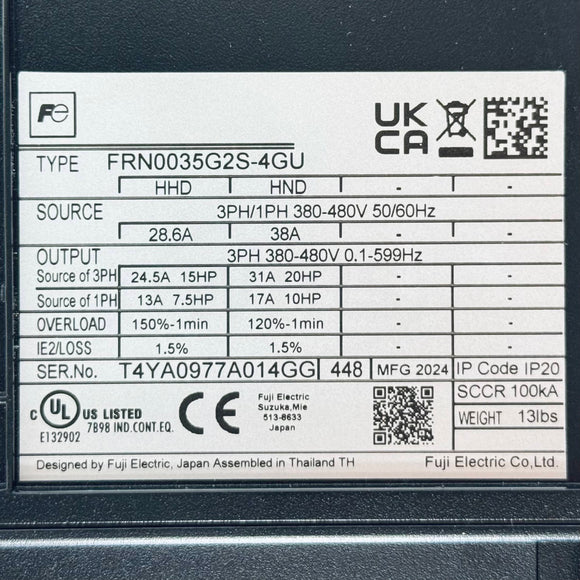 Fe
UK
CA
TYPE FRN0035G2S-4GU
HHD HND - -
SOURCE 3PH/1PH 380-480V 50/60Hz
28.6A 38A - -
OUTPUT 3PH 380-480V 0.1-599Hz
Source of 3PH 24.5A 15HP 31A 20HP - -
Source of 1PH 13A 7.5HP 17A 10HP - -
OVERLOAD 150%-1min 120%-1min - -
IE2/LOSS 1.5% 1.5% - -
SER.No. T4YA0977A014GG 448 MFG 2024 IP Code IP20
SCCR 100kA
WEIGHT 13lbs
C UL US LISTED
E132902 7B98 IND.CONT.EQ.
CE
Fuji Electric
Suzuka,Mie
513-8633
Japan
Designed by Fuji Electric, Japan Assembled in Thailand TH Fuji Electric Co,Ltd.